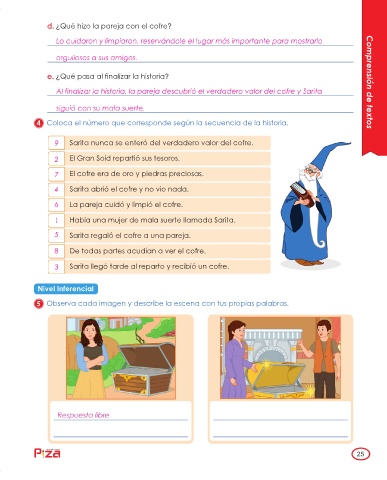 d. ¿Qué hizo la pareja con el cofre?
Lo cuidaron y limpiaron, reservándole el lugar más importante para mostrarlo
orgullosos a sus amigos.
e. ¿Qué pasa al finalizar la historia?
Al finalizar la historia, la pareja descubrió el verdadero valor del cofre y Sarita
siguió con su mala suerte.
4 Coloca el número que corresponde según la secuencia de la historia.
9 Sarita nunca se enteró del verdadero valor del cofre.
2 El Gran Soid repartió sus tesoros.
7 El cofre era de oro y piedras preciosas.
4 Sarita abrió el cofre y no vio nada.
6 La pareja cuidó y limpió el cofre.
1 Había una mujer de mala suerte llamada Sarita.
5 Sarita regaló el cofre a una pareja.
8 De todas partes acudían a ver el cofre.
3 Sarita llegó tarde al reparto y recibió un cofre.
Nivel Inferencial
5 Observa cada imagen y describe la escena con tus propias palabras.
Respuesta libre
Comprensión de textos
Piza
25